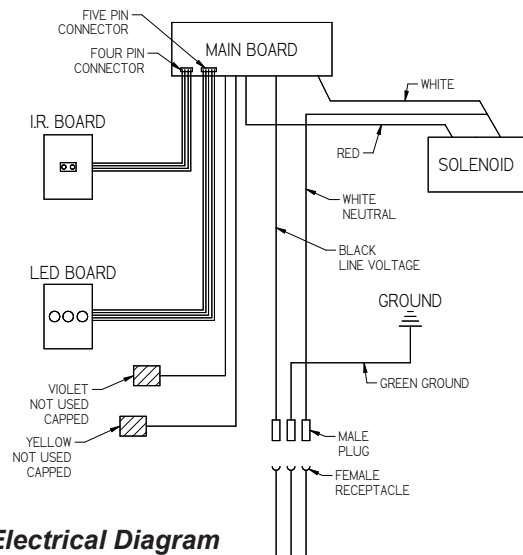 FIVE PIN
CONNECTOR
FOUR PIN
CONNECTOR
MAIN BOARD
WHITE
I.R. BOARD
RED
SOLENOID
WHITE
NEUTRAL
BLACK
LINE VOLTAGE
LED BOARD
GROUND
GREEN GROUND
VIOLET
NOT USED
CAPPED
YELLOW
NOT USED
CAPPED
MALE
PLUG
FEMALE
RECEPTACLE
Electrical Diagram